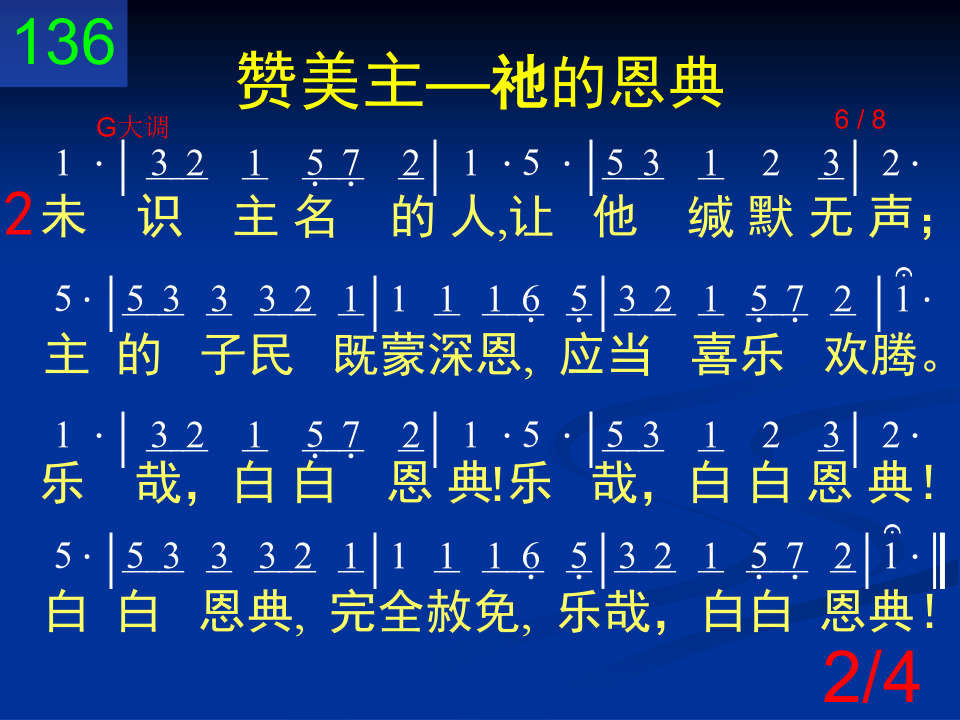 136
赞美主—祂的恩典
G大调 6 / 8
1 · | 3 2 1 5̣ 7̣ 2 | 1 · 5 · | 5 3 1 2 3 | 2 ·
2 未 识 主 名 的 人,让 他 缄 默 无 声；
5 · | 5 3 3 3 2 1 | 1 1 1 6̣ 5̣ | 3 2 1 5̣ 7̣ 2 | 1 ·
主 的 子民 既蒙深恩, 应当 喜乐 欢腾。
1 · | 3 2 1 5̣ 7̣ 2 | 1 · 5 · | 5 3 1 2 3 | 2 ·
乐 哉，白 白 恩 典!乐 哉，白 白 恩 典！
5 · | 5 3 3 3 2 1 | 1 1 1 6̣ 5̣ | 3 2 1 5̣ 7̣ 2 | 1 · ‖
白 白 恩典, 完全赦免, 乐哉，白白 恩典！
2/4